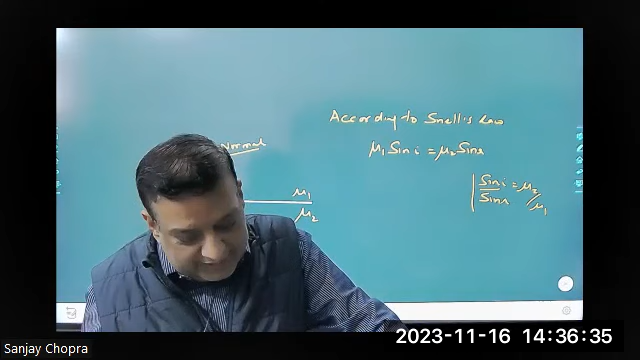 According to Snell's Law
Normal
μ₁ Sin i = μ₂ Sin r
μ₁
μ₂
Sin i / Sin r = μ₂ / μ₁
2023-11-16 14:36:35
Sanjay Chopra